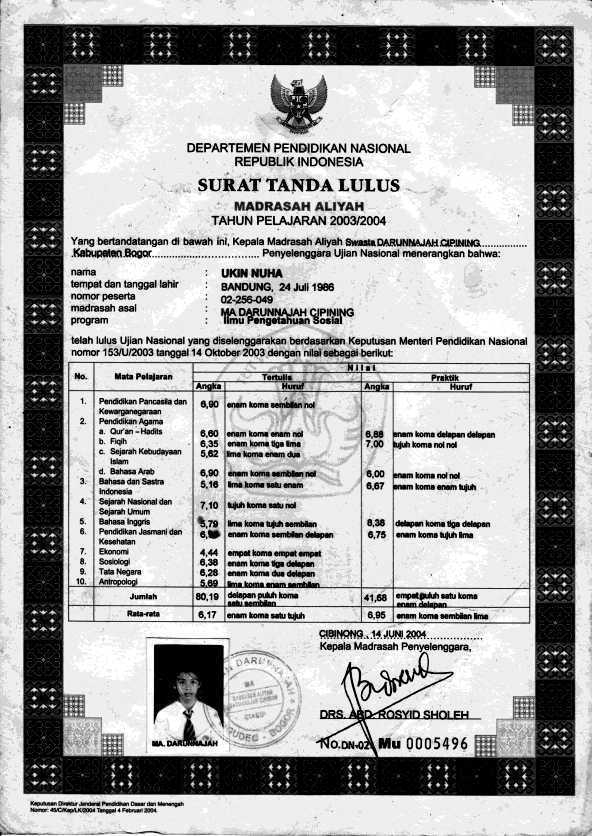 DEPARTEMEN PENDIDIKAN NASIONAL
REPUBLIK INDONESIA
SURAT TANDA LULUS
MADRASAH ALIYAH
TAHUN PELAJARAN 2003/2004
Yang bertandatangan di bawah ini, Kepala Madrasah Aliyah Swasta DARUNNAJAH CIPINING
Kabupaten Bogor Penyelenggara Ujian Nasional menerangkan bahwa:
nama : UKIN NUHA
tempat dan tanggal lahir : BANDUNG, 24 Juli 1986
nomor peserta : 02-256-049
madrasah asal : MA DARUNNAJAH CIPINING
program : Ilmu Pengetahuan Sosial
telah lulus Ujian Nasional yang diselenggarakan berdasarkan Keputusan Menteri Pendidikan Nasional
nomor 153/U/2003 tanggal 14 Oktober 2003 dengan nilai sebagai berikut:
Nilai
No. Mata Pelajaran Tertulis Praktik
Angka Huruf Angka Huruf
1. Pendidikan Pancasila dan 6,90 enam koma sembilan nol
Kewarganegaraan
2. Pendidikan Agama
a. Qur'an - Hadits 6,60 enam koma enam nol 6,88 enam koma delapan delapan
b. Fiqih 6,35 enam koma tiga lima 7,00 tujuh koma nol nol
c. Sejarah Kebudayaan 5,62 lima koma enam dua
Islam
d. Bahasa Arab 6,90 enam koma sembilan nol 6,00 enam koma nol nol
3. Bahasa dan Sastra 5,16 lima koma satu enam 6,67 enam koma enam tujuh
Indonesia
4. Sejarah Nasional dan 7,10 tujuh koma satu nol
Sejarah Umum
5. Bahasa Inggris 5,79 lima koma tujuh sembilan 8,38 delapan koma tiga delapan
6. Pendidikan Jasmani dan enam koma sembilan delapan 6,75 enam koma tujuh lima
Kesehatan
7. Ekonomi 4,44 empat koma empat empat
8. Sosiologi 6,38 enam koma tiga delapan
9. Tata Negara 6,28 enam koma dua delapan
10. Antropologi 5,69 lima koma enam sembilan
Jumlah 80,19 delapan puluh koma satu sembilan 41,68 empat puluh satu koma enam delapan
Rata-rata 6,17 enam koma satu tujuh 6,95 enam koma sembilan lima
CIBINONG, 14 JUNI 2004
Kepala Madrasah Penyelenggara,
DRS. ABD. ROSYID SHOLEH
MA. DARUNNAJAH
No. DN-02 Mu 0005496
Keputusan Direktur Jenderal Pendidikan Dasar dan Menengah
Nomor: 45/C/Kep/LK/2004 Tanggal 4 Februari 2004